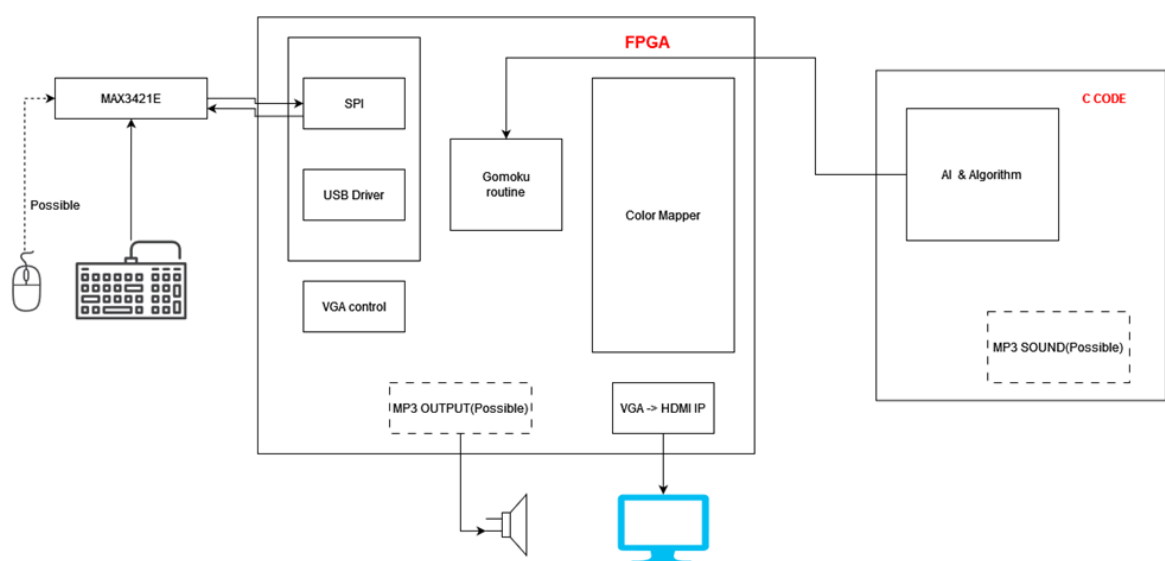 FPGA
C CODE
MAX3421E
SPI
AI & Algorithm
Gomoku
routine
USB Driver
Possible
Color Mapper
VGA control
MP3 SOUND(Possible)
MP3 OUTPUT(Possible)
VGA -> HDMI IP